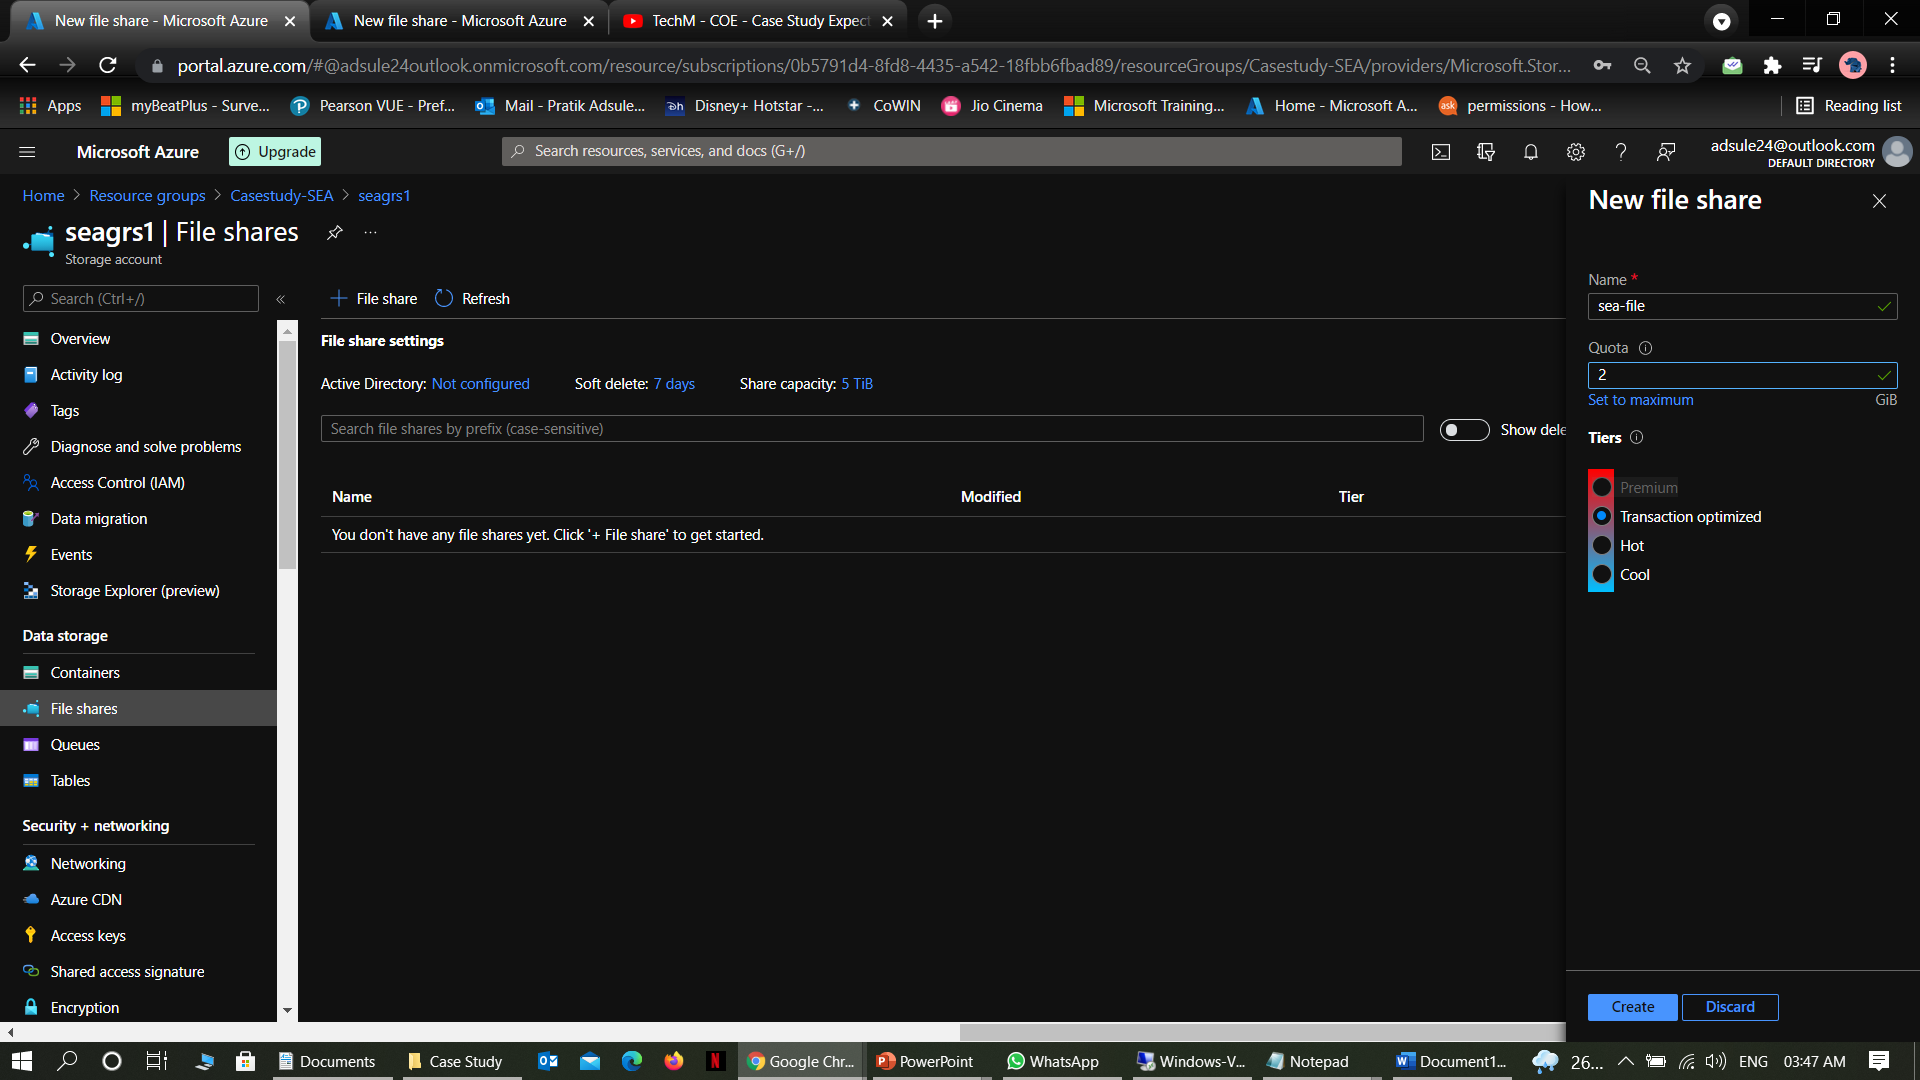 New file share - Microsoft Azure
New file share - Microsoft Azure
TechM - COE - Case Study Expect
portal.azure.com/#@adsule24outlook.onmicrosoft.com/resource/subscriptions/0b5791d4-8fd8-4435-a542-18fbb6fbad89/resourceGroups/Casestudy-SEA/providers/Microsoft.Stor...
Apps
myBeatPlus - Surve...
Pearson VUE - Pref...
Mail - Pratik Adsule...
Disney+ Hotstar -...
CoWIN
Jio Cinema
Microsoft Training...
Home - Microsoft A...
ask
permissions - How...
Reading list
Microsoft Azure
Upgrade
Search resources, services, and docs (G+/)
adsule24@outlook.com
DEFAULT DIRECTORY
Home > Resource groups > Casestudy-SEA > seagrs1
seagrs1 | File shares
Storage account
Search (Ctrl+/)
Overview
Activity log
Tags
Diagnose and solve problems
Access Control (IAM)
Data migration
Events
Storage Explorer (preview)
Data storage
Containers
File shares
Queues
Tables
Security + networking
Networking
Azure CDN
Access keys
Shared access signature
Encryption
File share
Refresh
File share settings
Active Directory: Not configured
Soft delete: 7 days
Share capacity: 5 TiB
Search file shares by prefix (case-sensitive)
Show dele
Name
Modified
Tier
You don't have any file shares yet. Click '+ File share' to get started.
New file share
Name *
sea-file
Quota
2
Set to maximum
GiB
Tiers
Premium
Transaction optimized
Hot
Cool
Create
Discard
Documents
Case Study
Google Chr...
PowerPoint
WhatsApp
Windows-V...
Notepad
Document1...
26...
ENG
03:47 AM